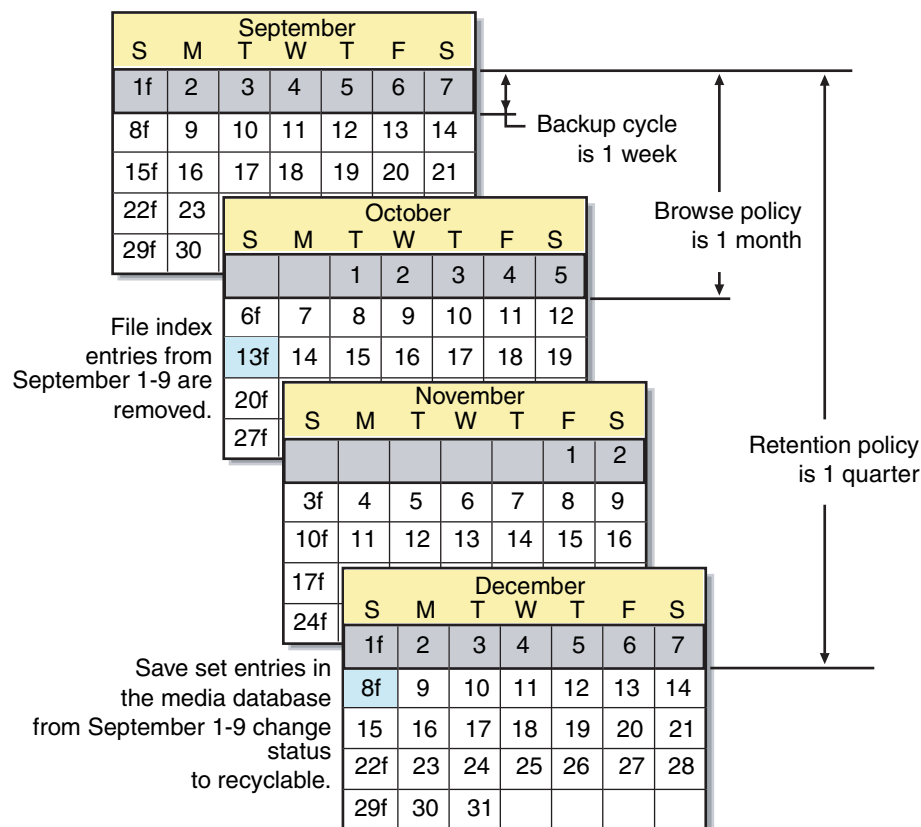 September
S M T W T F S
1f 2 3 4 5 6 7
8f 9 10 11 12 13 14
15f 16 17 18 19 20 21
22f 23
29f 30
Backup cycle
is 1 week
Browse policy
is 1 month
Retention policy
is 1 quarter
October
S M T W T F S
1 2 3 4 5
6f 7 8 9 10 11 12
13f 14 15 16 17 18 19
20f
27f
File index
entries from
September 1-9 are
removed.
November
S M T W T F S
1 2
3f 4 5 6 7 8 9
10f 11 12 13 14 15 16
17f
24f
December
S M T W T F S
1f 2 3 4 5 6 7
8f 9 10 11 12 13 14
15 16 17 18 19 20 21
22f 23 24 25 26 27 28
29f 30 31
Save set entries in
the media database
from September 1-9 change
status
to recyclable.